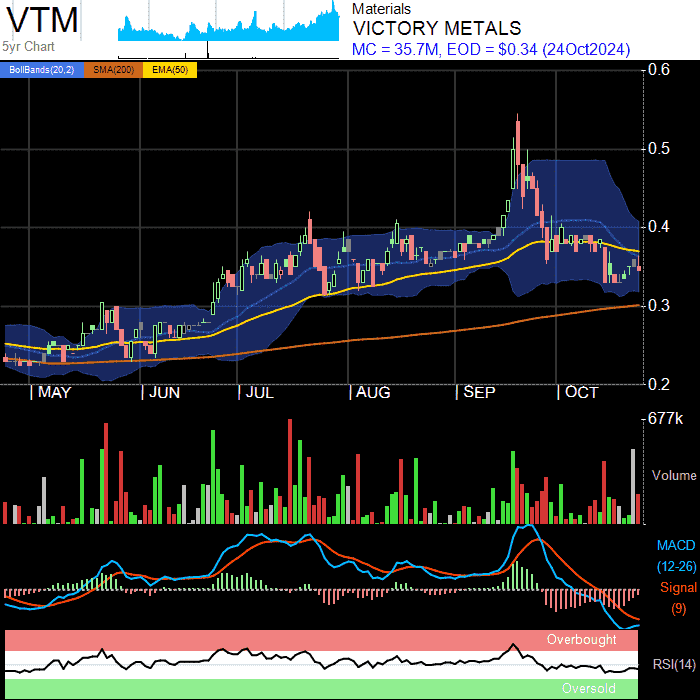 VTM
5yr Chart
Materials
VICTORY METALS
MC = 35.7M, EOD = $0.34 (24Oct2024)
BollBands(20,2) SMA(200) EMA(50)
0.6
0.5
0.4
0.3
0.2
MAY JUN JUL AUG SEP OCT
677k
Volume
MACD
(12-26)
Signal
(9)
Overbought
RSI(14)
Oversold